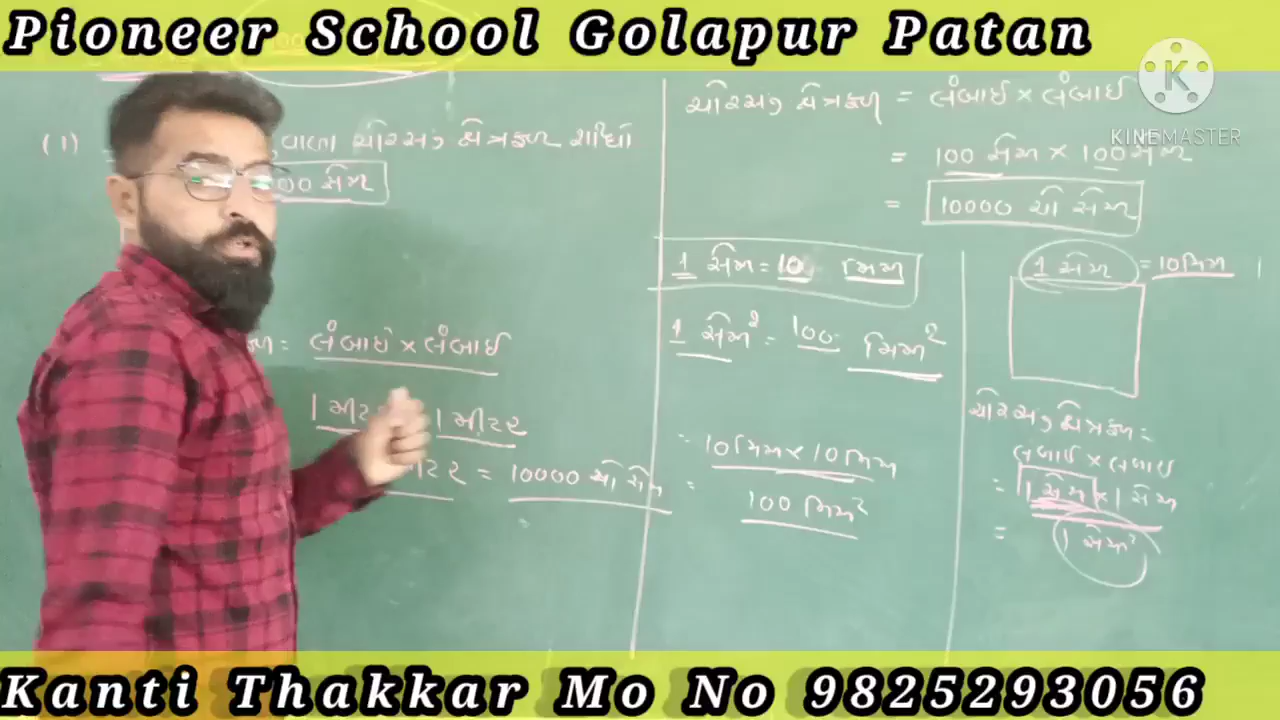 Pioneer School Golapur Patan
KINEMASTER
(1)
વાળા ચોરસનું ક્ષેત્રફળ શોધો
00 સેમી
= લંબાઈ × લંબાઈ
1 મીટર
1 મીટર
= 10000 ચો સેમી
ચોરસનું ક્ષેત્રફળ = લંબાઈ × લંબાઈ
= 100 સેમી × 100 સેમી
= 10000 ચો સેમી
1 સેમી = 10 મિમી
1 સેમી² = 100 મિમી²
= 10 મિમી × 10 મિમી
= 100 મિમી²
1 સેમી = 10 મિમી
ચોરસનું ક્ષેત્રફળ =
લંબાઈ × લંબાઈ
= 1 સેમી × 1 સેમી
= 1 સેમી²
Kanti Thakkar Mo No 9825293056